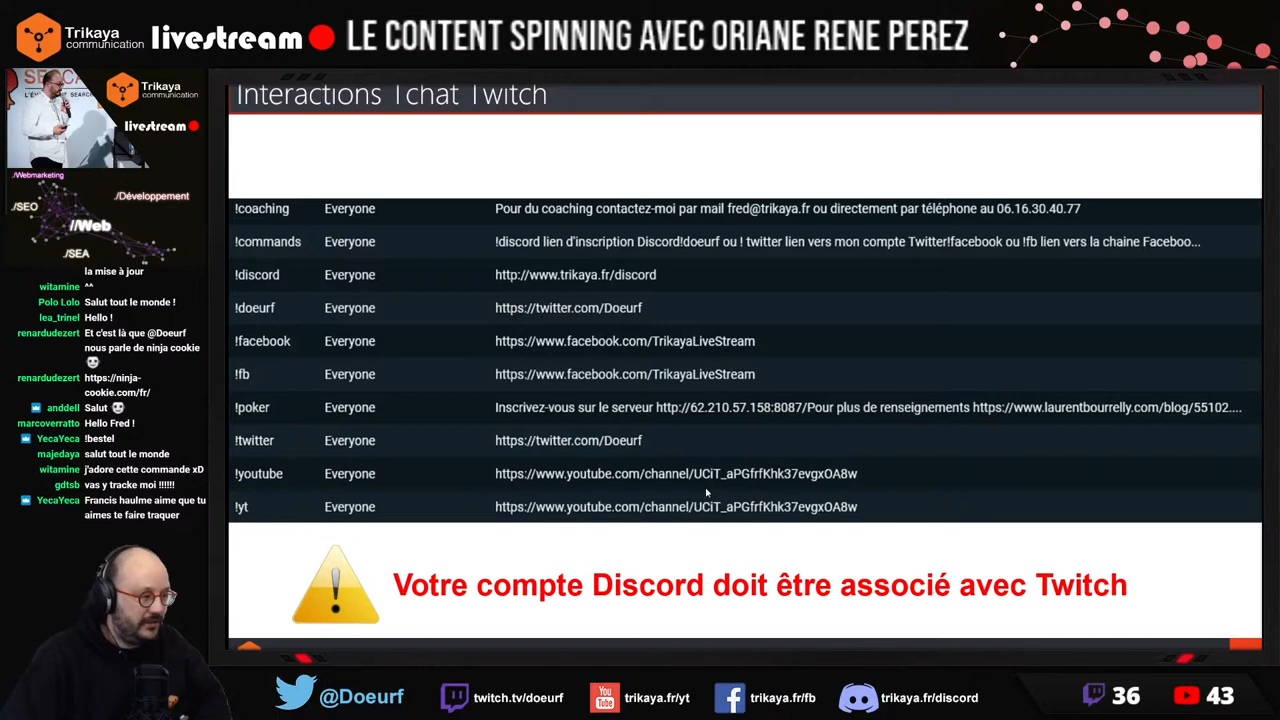 Trikaya
communication
livestream
LE CONTENT SPINNING AVEC ORIANE RENE PEREZ
Trikaya
communication
livestream
./Webmarketing
./Développement
./SEO
//Web
./SEA
la mise à jour
witamine ^^
Polo Lolo Salut tout le monde !
lea_trinel Hello !
renardudezert Et c'est là que @Doeurf
nous parle de ninja cookie
renardudezert https://ninja-
cookie.com/fr/
anddell Salut
marcoverratto Hello Fred !
YecaYeca !bestel
majedaya salut tout le monde
witamine j'adore cette commande xD
gdtsb vas y tracke moi !!!!!!
YecaYeca Francis haulme aime que tu
aimes te faire traquer
Interactions Tchat Twitch
!coaching Everyone Pour du coaching contactez-moi par mail fred@trikaya.fr ou directement par téléphone au 06.16.30.40.77
!commands Everyone !discord lien d'inscription Discord!doeurf ou ! twitter lien vers mon compte Twitter!facebook ou !fb lien vers la chaine Faceboo...
!discord Everyone http://www.trikaya.fr/discord
!doeurf Everyone https://twitter.com/Doeurf
!facebook Everyone https://www.facebook.com/TrikayaLiveStream
!fb Everyone https://www.facebook.com/TrikayaLiveStream
!poker Everyone Inscrivez-vous sur le serveur http://62.210.57.158:8087/Pour plus de renseignements https://www.laurentbourrelly.com/blog/55102....
!twitter Everyone https://twitter.com/Doeurf
!youtube Everyone https://www.youtube.com/channel/UCiT_aPGfrfKhk37evgxOA8w
!yt Everyone https://www.youtube.com/channel/UCiT_aPGfrfKhk37evgxOA8w
Votre compte Discord doit être associé avec Twitch
@Doeurf
twitch.tv/doeurf
You
Tube
trikaya.fr/yt
trikaya.fr/fb
trikaya.fr/discord
36
43